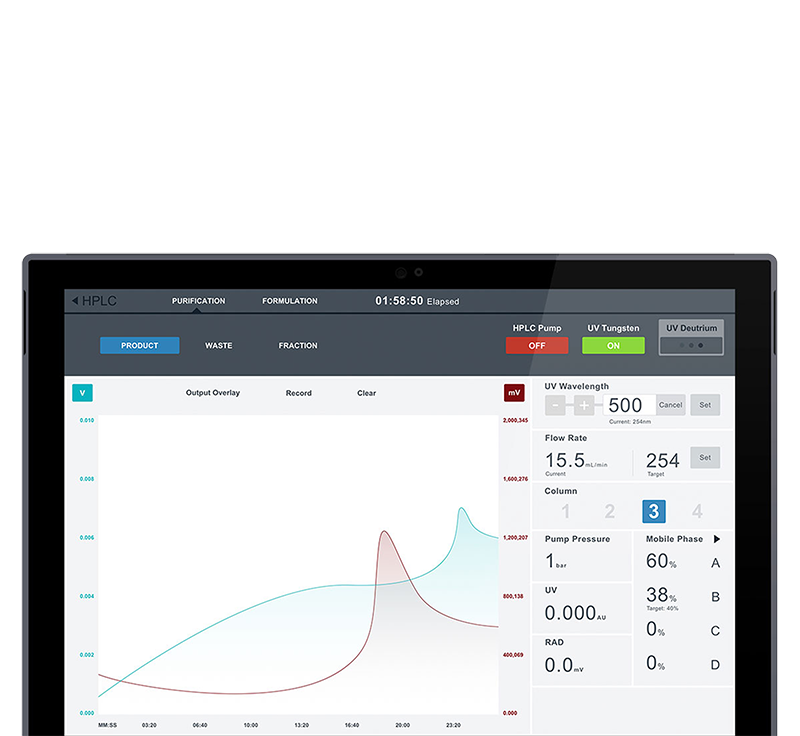 HPLC PURIFICATION FORMULATION 01:58:50 Elapsed
HPLC Pump UV Tungsten UV Deutrium
PRODUCT WASTE FRACTION OFF ON
V Output Overlay Record Clear mV
0.010
0.008
0.006
0.004
0.002
0.000
2,000,345
1,600,276
1,200,207
800,138
400,069
0.000
MM:SS 03:20 06:40 10:00 13:20 16:40 20:00 23:20
UV Wavelength
- + 500 Cancel Set
Current: 254nm
Flow Rate
15.5 mL/min 254 Set
Current Target
Column
1 2 3 4
Pump Pressure
1 bar
UV
0.000 AU
RAD
0.0 mV
Mobile Phase
60% A
38% B
Target: 40%
0% C
0% D